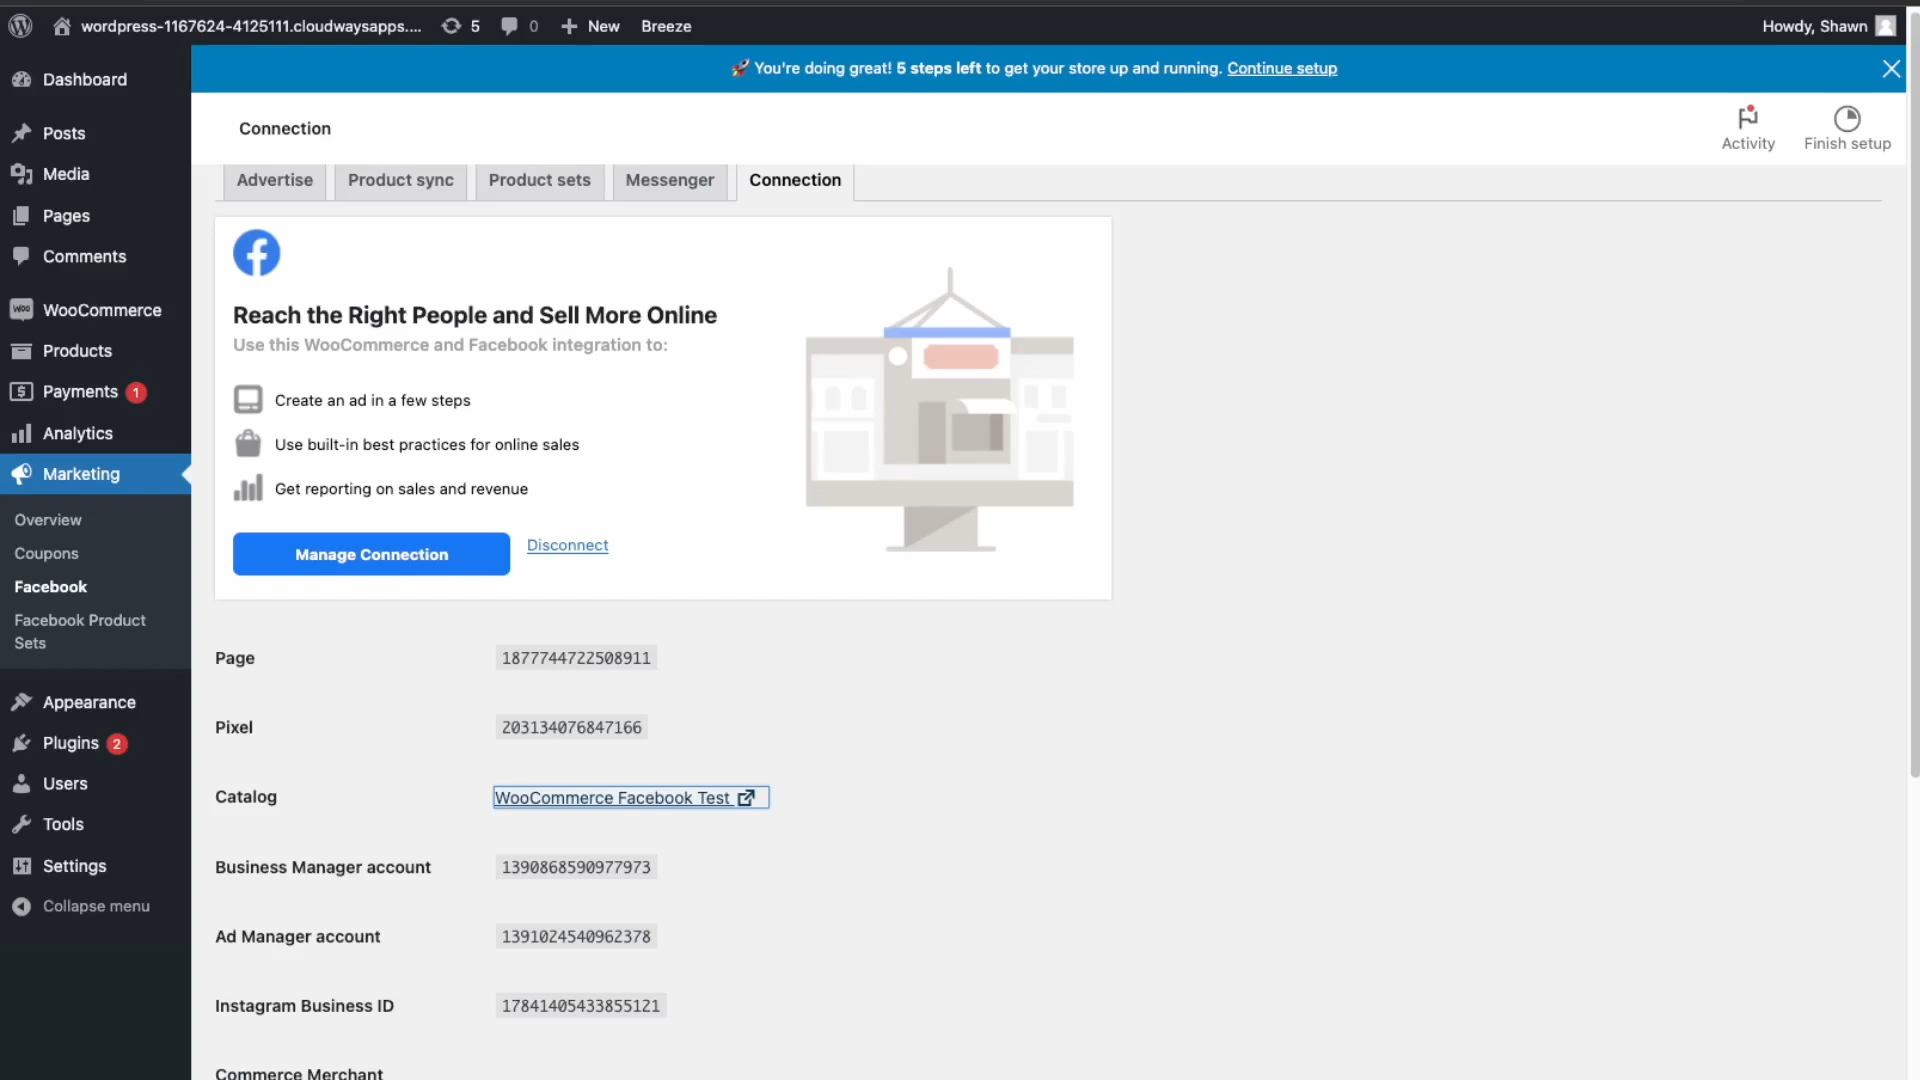 wordpress-1167624-4125111.cloudwaysapps....
5
0
New
Breeze
Howdy, Shawn
Dashboard
Posts
Media
Pages
Comments
WooCommerce
Products
Payments 1
Analytics
Marketing
Overview
Coupons
Facebook
Facebook Product
Sets
Appearance
Plugins 2
Users
Tools
Settings
Collapse menu
🚀 You're doing great! 5 steps left to get your store up and running. Continue setup
Connection
Activity
Finish setup
Advertise
Product sync
Product sets
Messenger
Connection
Reach the Right People and Sell More Online
Use this WooCommerce and Facebook integration to:
Create an ad in a few steps
Use built-in best practices for online sales
Get reporting on sales and revenue
Manage Connection
Disconnect
Page 1877744722508911
Pixel 203134076847166
Catalog WooCommerce Facebook Test
Business Manager account 1390868590977973
Ad Manager account 1391024540962378
Instagram Business ID 17841405433855121
Commerce Merchant